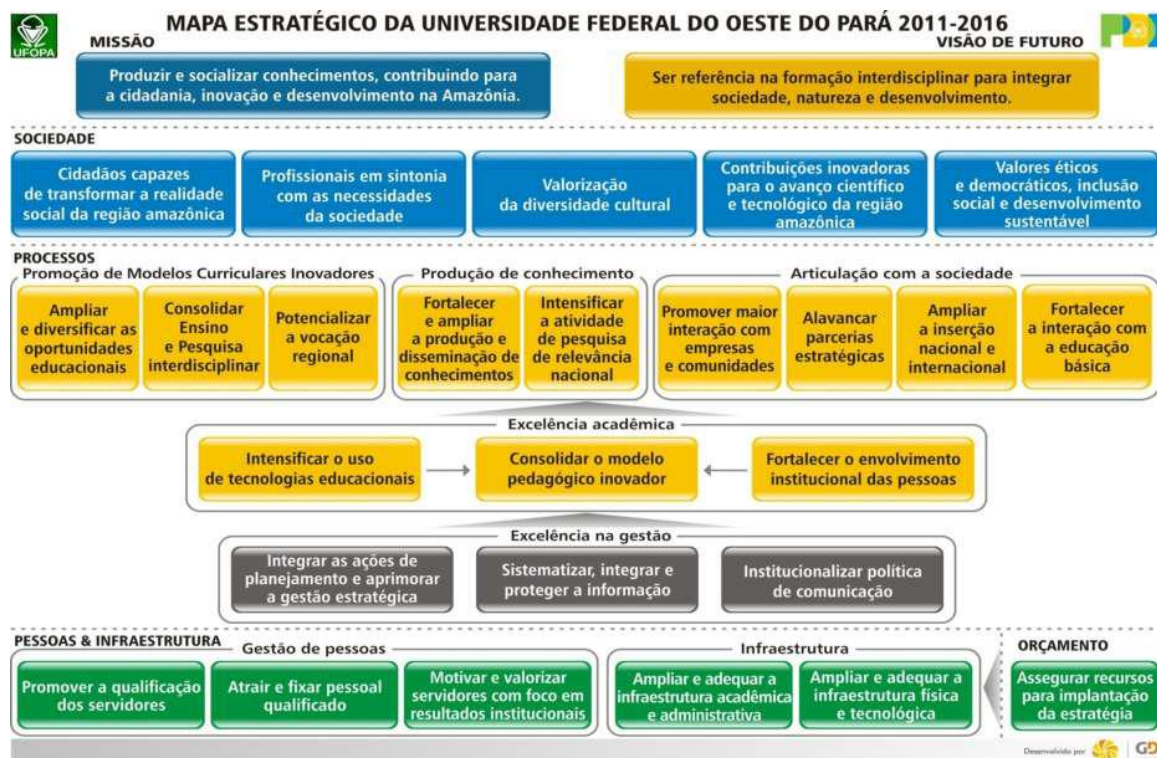 MAPA ESTRATÉGICO DA UNIVERSIDADE FEDERAL DO OESTE DO PARÁ 2011-2016
UFOPA
PDI
MISSÃO
VISÃO DE FUTURO
Produzir e socializar conhecimentos, contribuindo para
a cidadania, inovação e desenvolvimento na Amazônia.
Ser referência na formação interdisciplinar para integrar
sociedade, natureza e desenvolvimento.
SOCIEDADE
Cidadãos capazes
de transformar a realidade
social da região amazônica
Profissionais em sintonia
com as necessidades
da sociedade
Valorização
da diversidade cultural
Contribuições inovadoras
para o avanço científico
e tecnológico da região
amazônica
Valores éticos
e democráticos, inclusão
social e desenvolvimento
sustentável
PROCESSOS
Promoção de Modelos Curriculares Inovadores
Ampliar
e diversificar as
oportunidades
educacionais
Consolidar
Ensino
e Pesquisa
interdisciplinar
Potencializar
a vocação
regional
Produção de conhecimento
Fortalecer
e ampliar
a produção e
disseminação de
conhecimentos
Intensificar
a atividade
de pesquisa
de relevância
nacional
Articulação com a sociedade
Promover maior
interação com
empresas
e comunidades
Alavancar
parcerias
estratégicas
Ampliar
a inserção
nacional e
internacional
Fortalecer
a interação com
a educação
básica
Excelência acadêmica
Intensificar o uso
de tecnologias educacionais
Consolidar o modelo
pedagógico inovador
Fortalecer o envolvimento
institucional das pessoas
Excelência na gestão
Integrar as ações de
planejamento e aprimorar
a gestão estratégica
Sistematizar, integrar e
proteger a informação
Institucionalizar política
de comunicação
PESSOAS & INFRAESTRUTURA
Gestão de pessoas
Promover a qualificação
dos servidores
Atrair e fixar pessoal
qualificado
Motivar e valorizar
servidores com foco em
resultados institucionais
Infraestrutura
Ampliar e adequar a
infraestrutura acadêmica
e administrativa
Ampliar e adequar a
infraestrutura física
e tecnológica
ORÇAMENTO
Assegurar recursos
para implantação
da estratégia
Desenvolvido por